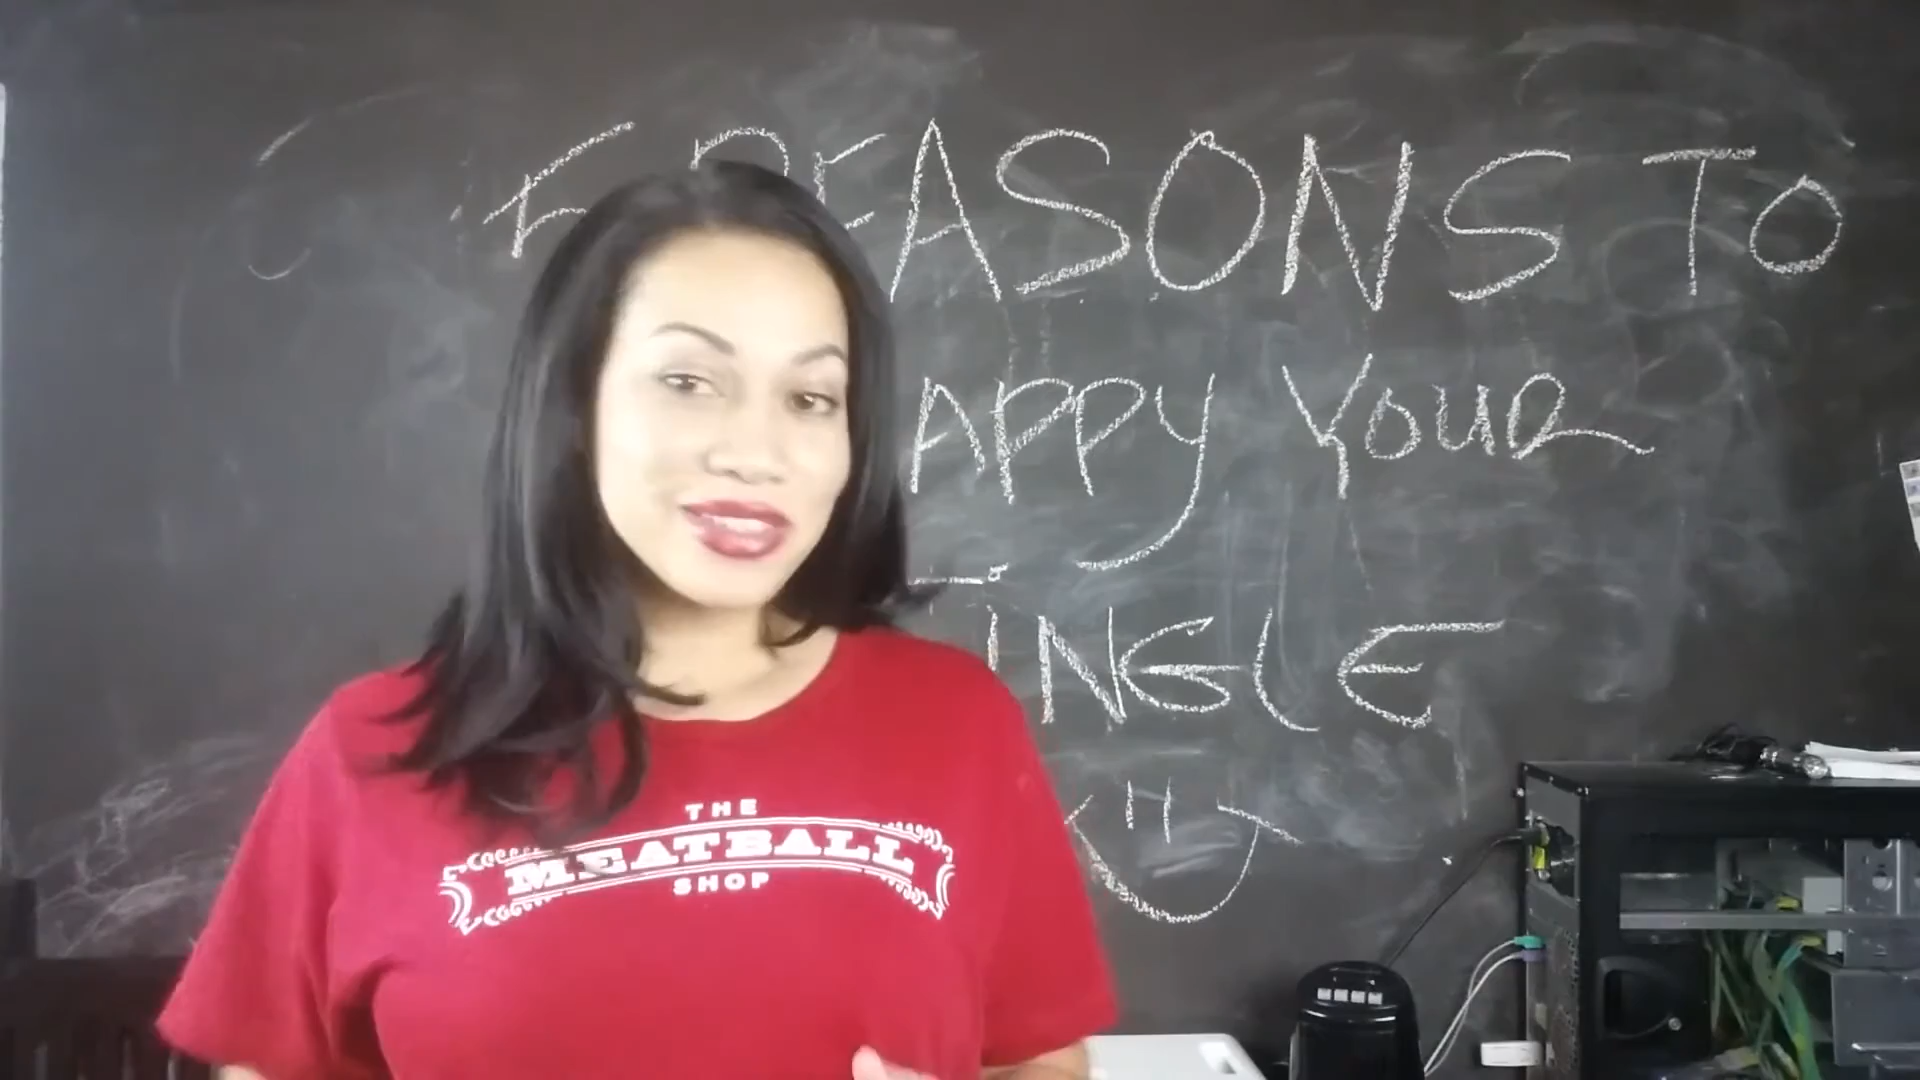 REASONS TO
APPY YOUR
INGLE
THE
MEATBALL
SHOP